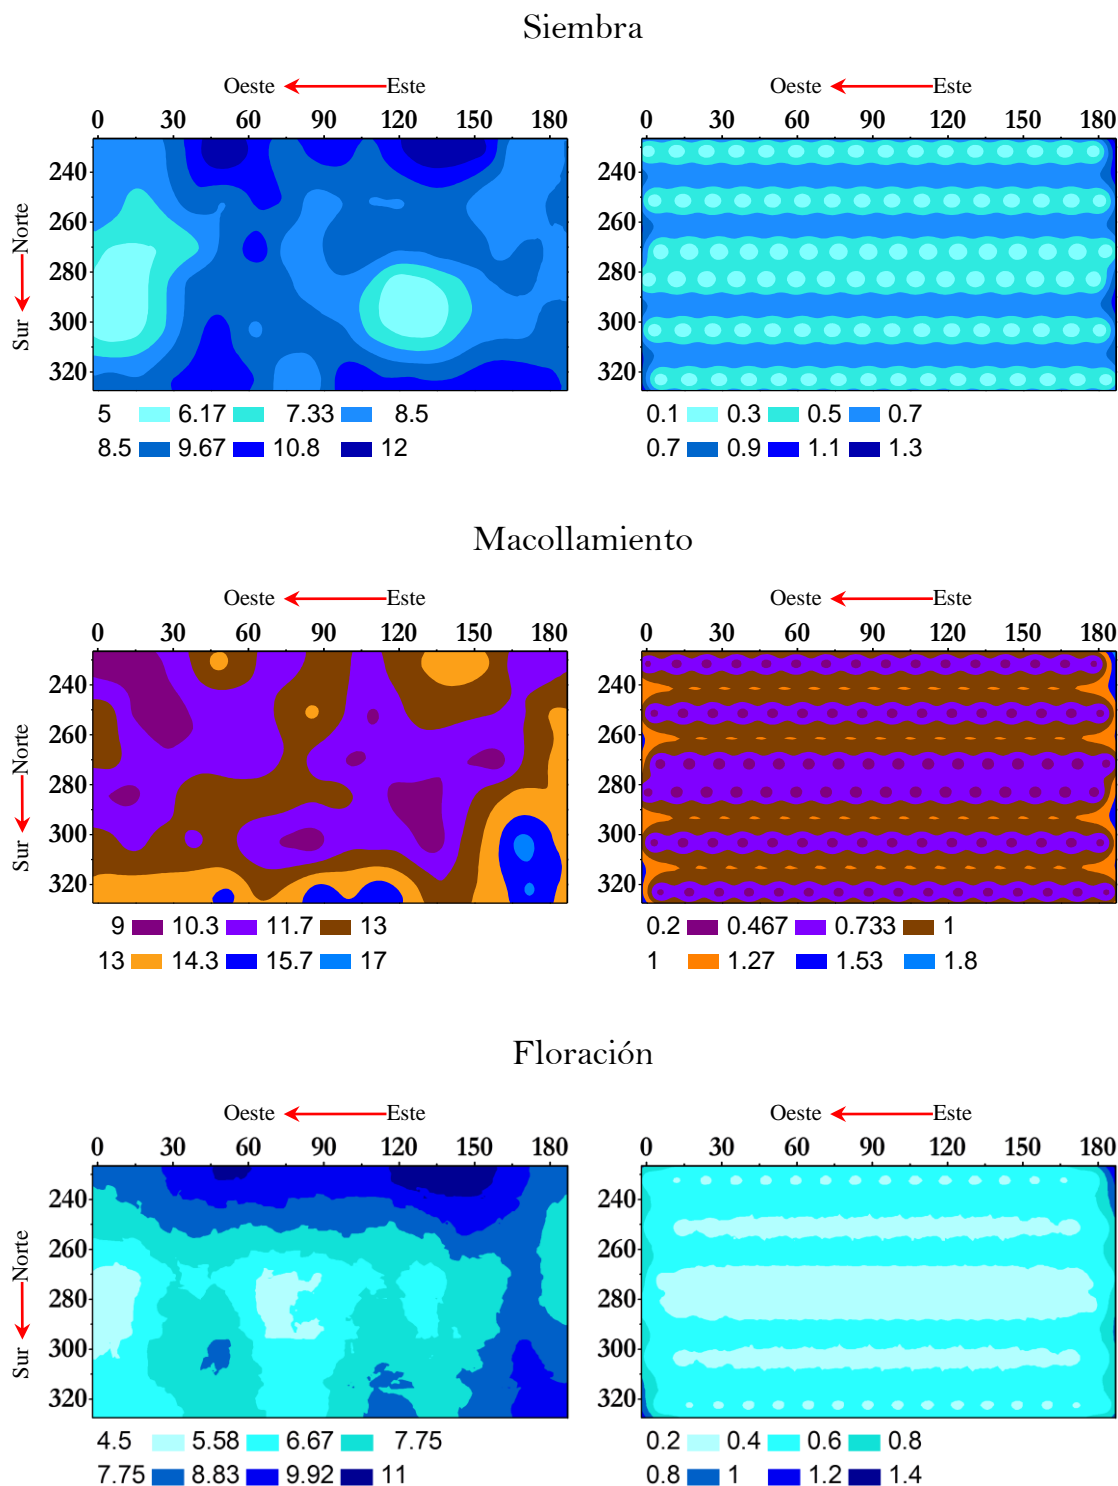 Siembra
Oeste Este Oeste Este
0 30 60 90 120 150 180 0 30 60 90 120 150 180
240 240
260 260
280 280
300 300
320 320
Norte
Sur
5 6.17 7.33 8.5 0.1 0.3 0.5 0.7
8.5 9.67 10.8 12 0.7 0.9 1.1 1.3
Macollamiento
Oeste Este Oeste Este
0 30 60 90 120 150 180 0 30 60 90 120 150 180
240 240
260 260
280 280
300 300
320 320
Norte
Sur
9 10.3 11.7 13 0.2 0.467 0.733 1
13 14.3 15.7 17 1 1.27 1.53 1.8
Floración
Oeste Este Oeste Este
0 30 60 90 120 150 180 0 30 60 90 120 150 180
240 240
260 260
280 280
300 300
320 320
Norte
Sur
4.5 5.58 6.67 7.75 0.2 0.4 0.6 0.8
7.75 8.83 9.92 11 0.8 1 1.2 1.4